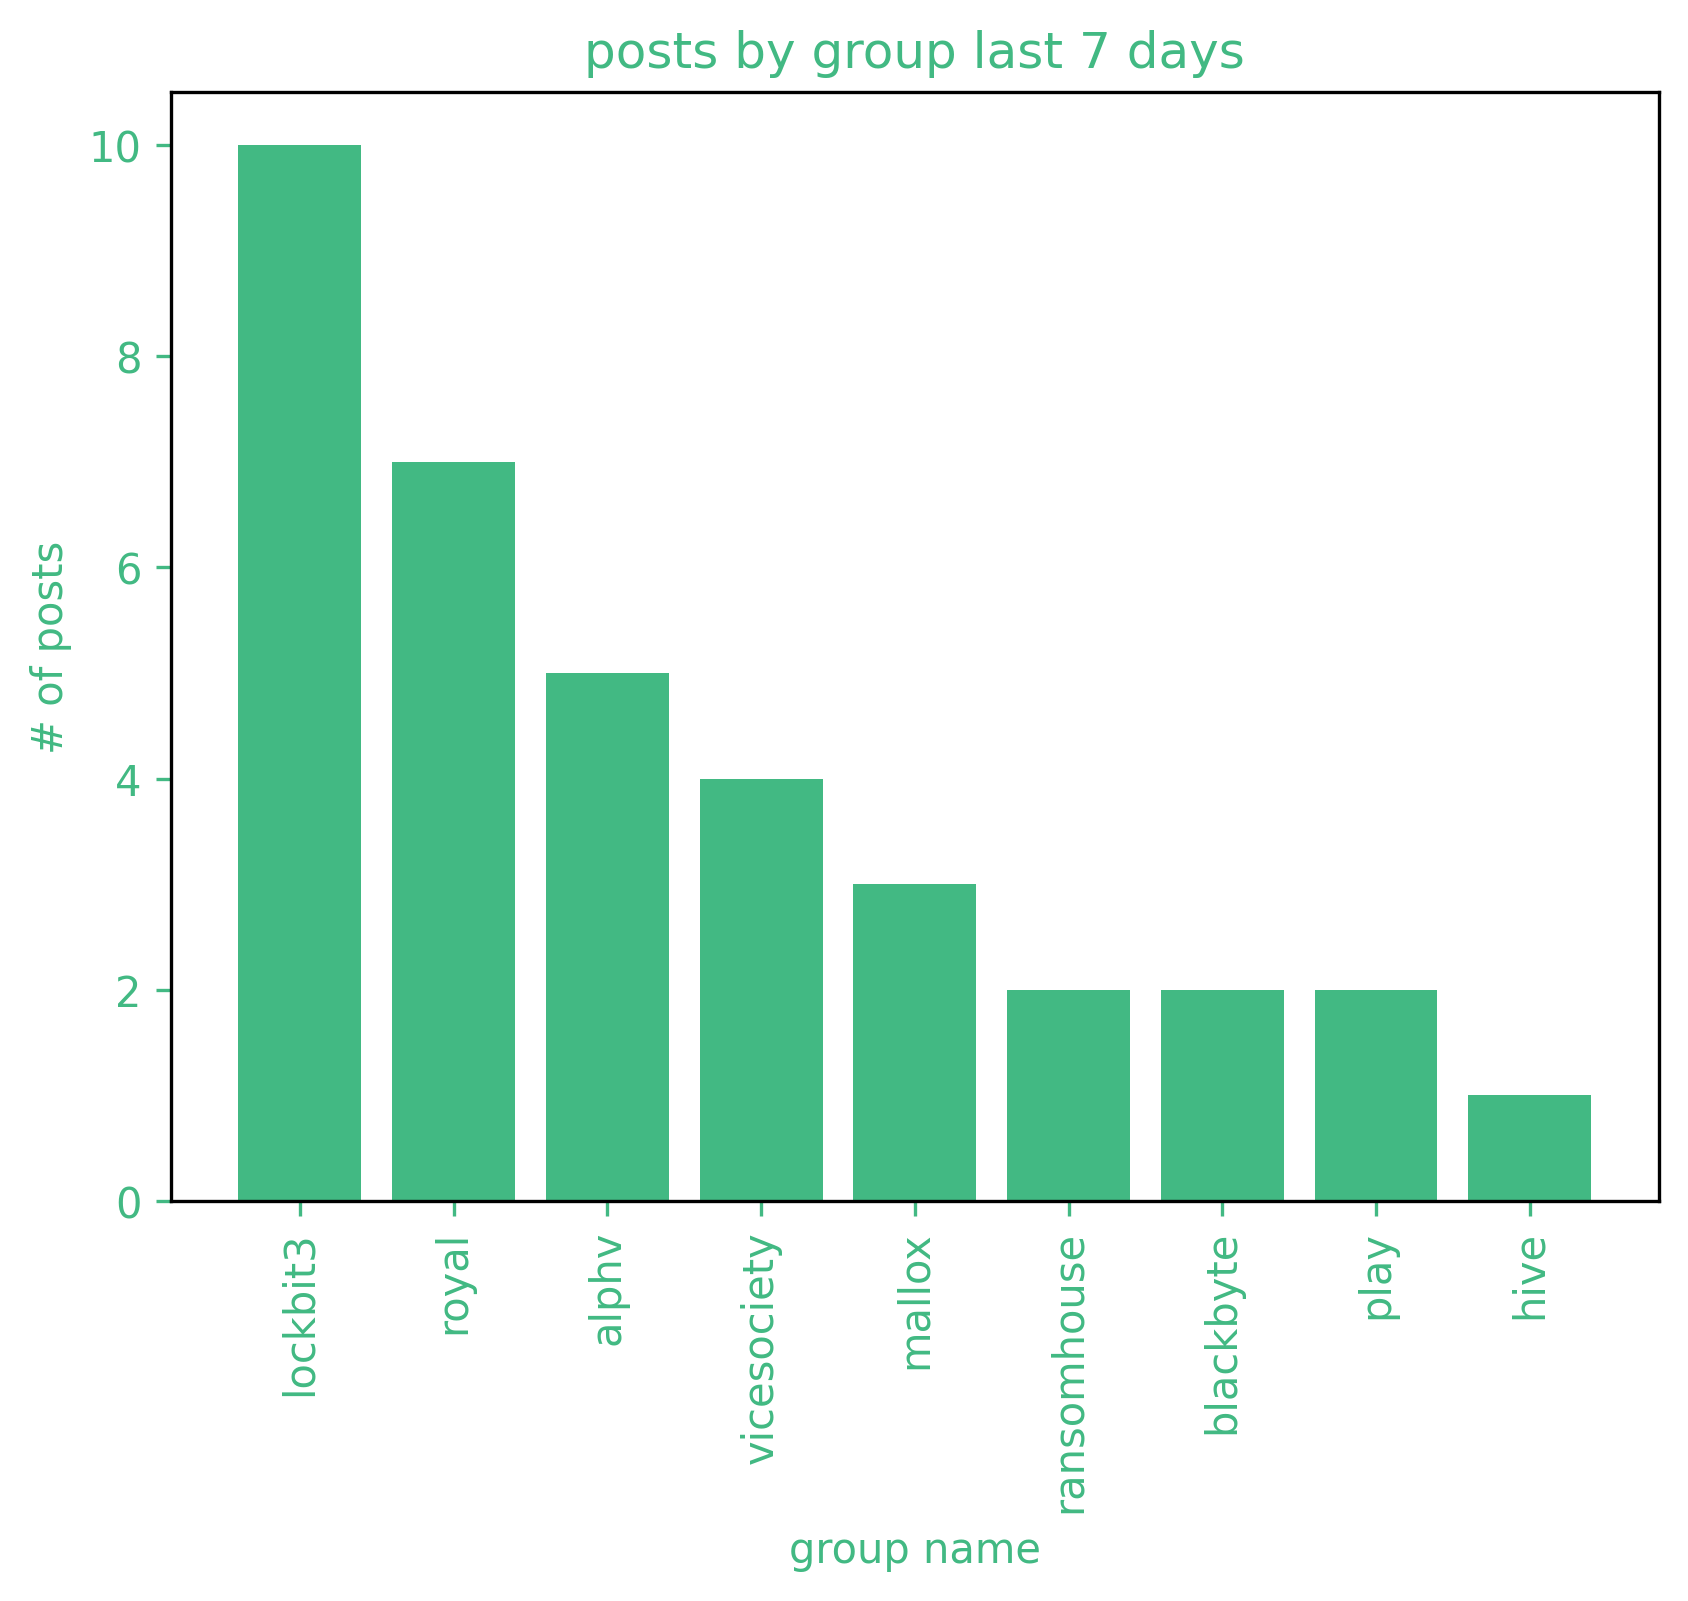 posts by group last 7 days
# of posts
10
8
6
4
2
0
lockbit3
royal
alphv
vicesociety
mallox
ransomhouse
blackbyte
play
hive
group name